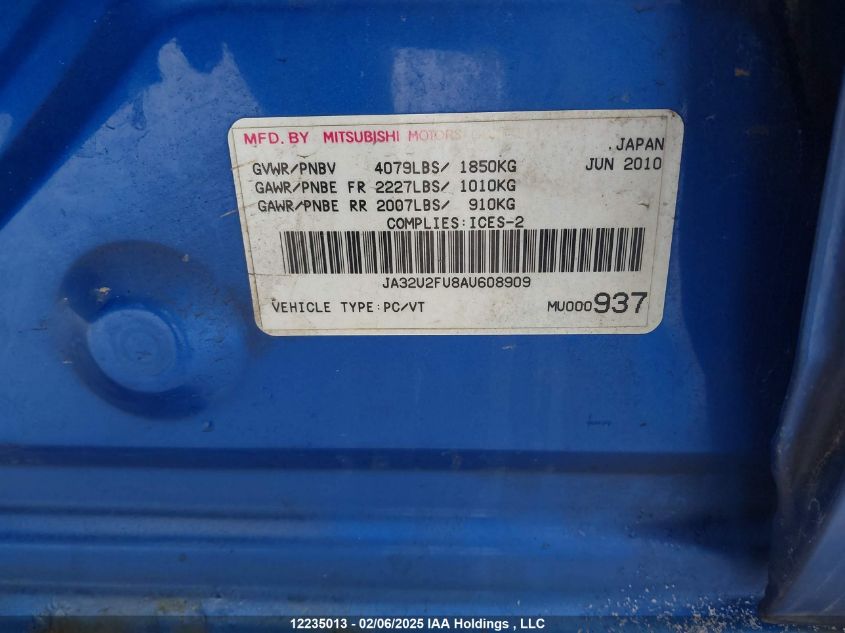 MFD. BY MITSUBISHI MOTORS
JAPAN
GVWR/PNBV 4079LBS/ 1850KG JUN 2010
GAWR/PNBE FR 2227LBS/ 1010KG
GAWR/PNBE RR 2007LBS/ 910KG
COMPLIES:ICES-2
JA32U2FU8AU608909
VEHICLE TYPE:PC/VT MU000937
12235013 - 02/06/2025 IAA Holdings , LLC